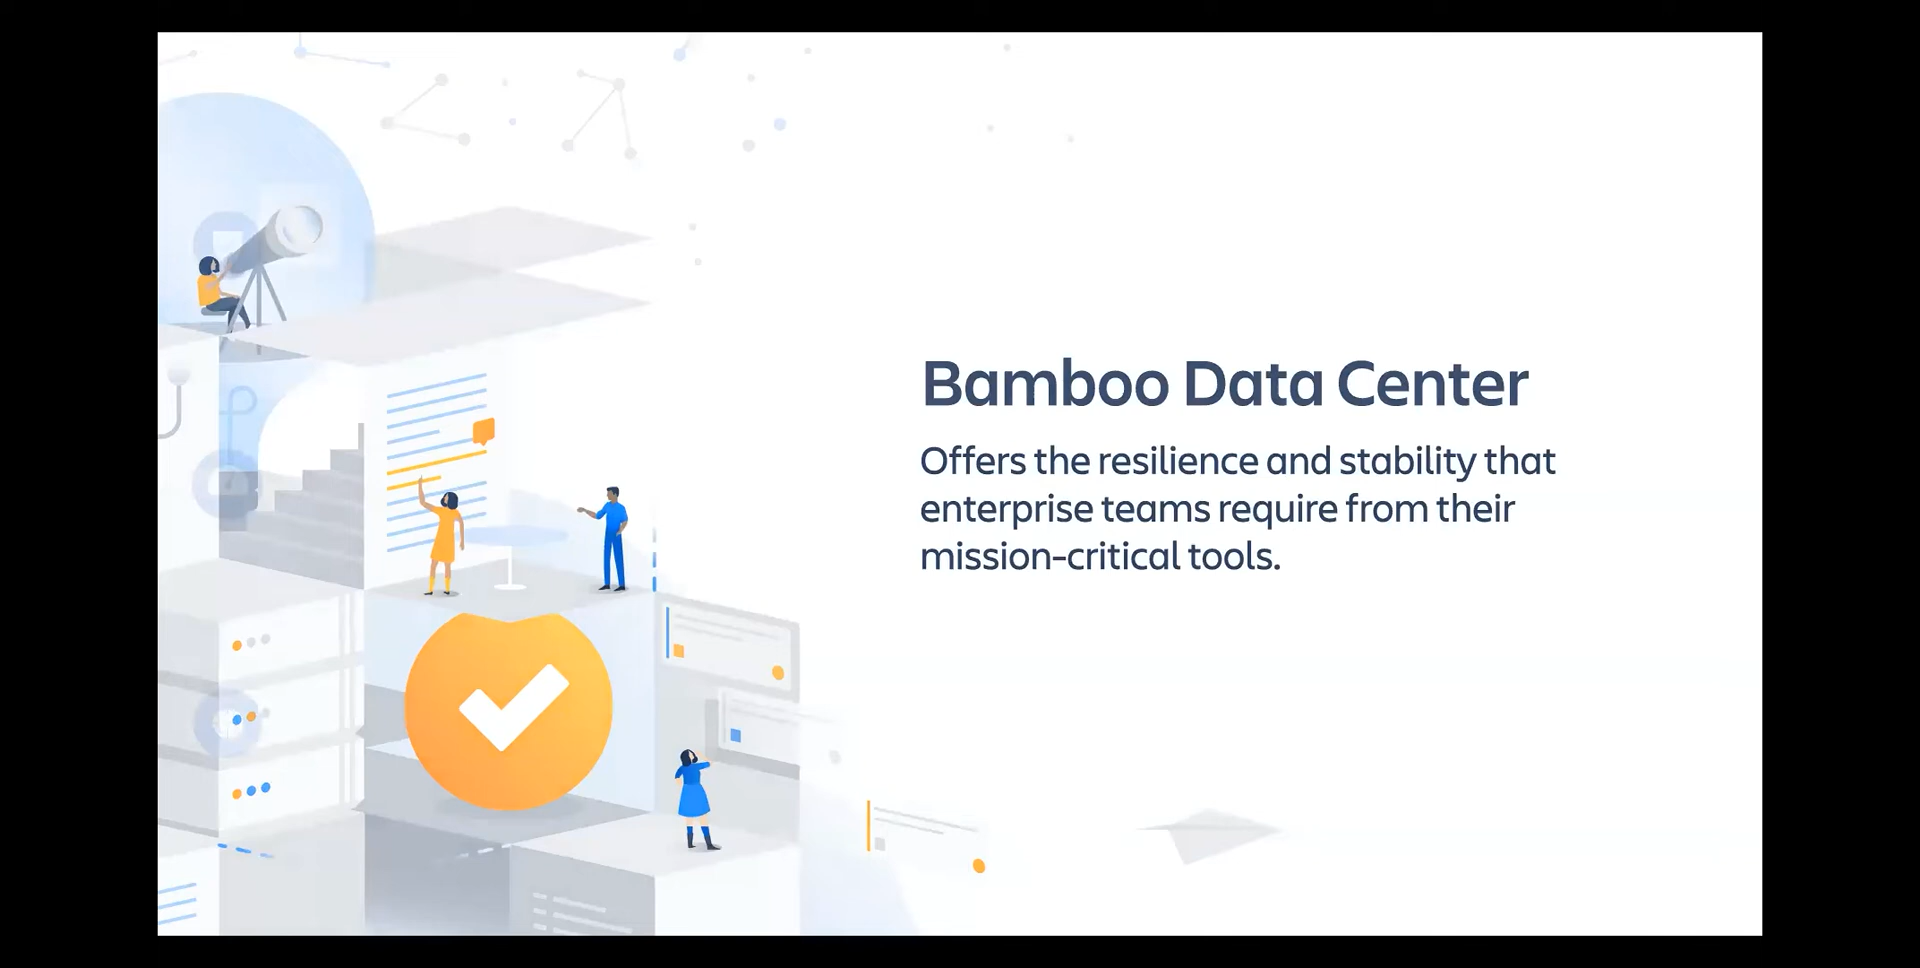 Bamboo Data Center
Offers the resilience and stability that
enterprise teams require from their
mission-critical tools.